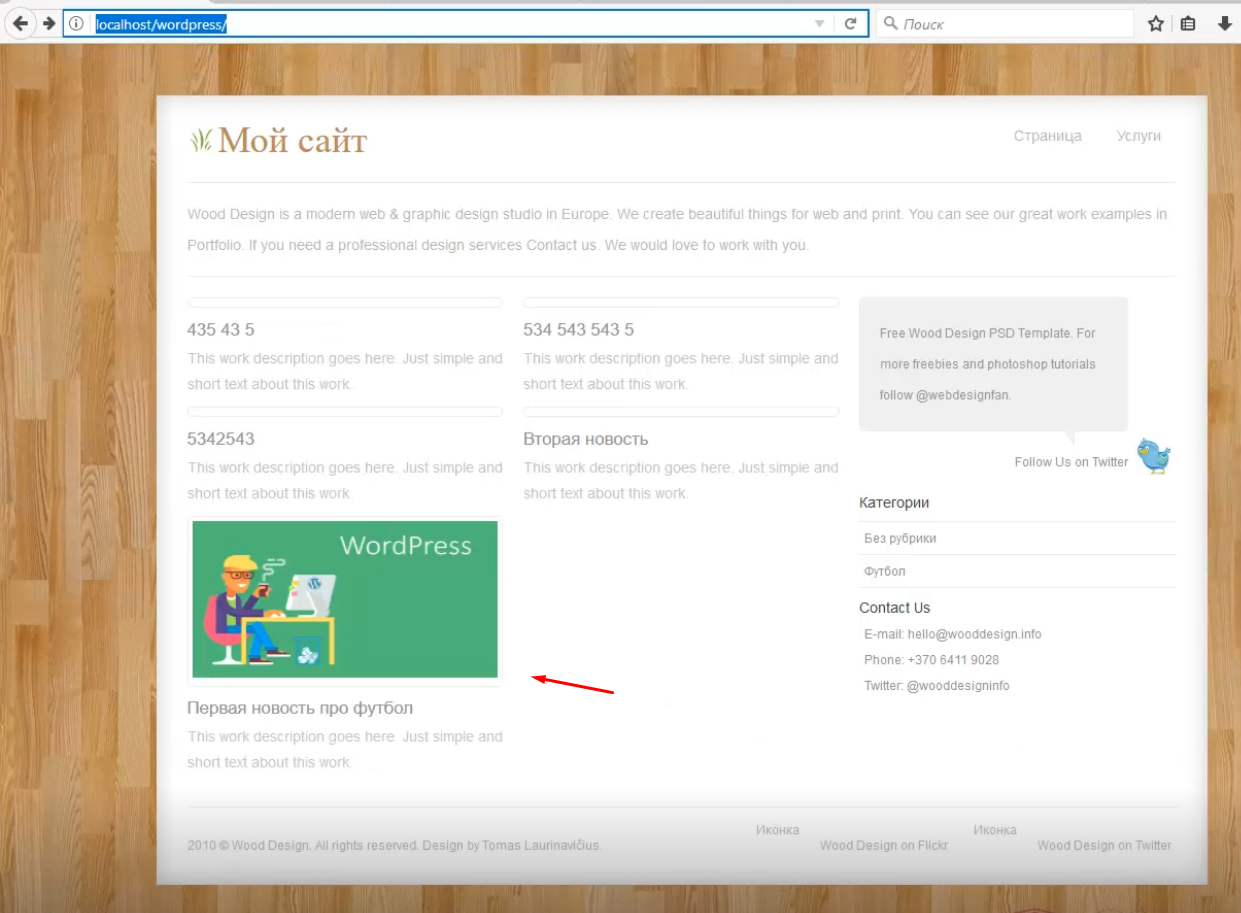 localhost/wordpress/
Поиск
Мой сайт
Страница
Услуги
Wood Design is a modern web & graphic design studio in Europe. We create beautiful things for web and print. You can see our great work examples in
Portfolio. If you need a professional design services Contact us. We would love to work with you.
435 43 5
This work description goes here. Just simple and
short text about this work.
534 543 543 5
This work description goes here. Just simple and
short text about this work.
5342543
This work description goes here. Just simple and
short text about this work.
Вторая новость
This work description goes here. Just simple and
short text about this work.
WordPress
Первая новость про футбол
This work description goes here. Just simple and
short text about this work.
Free Wood Design PSD Template. For
more freebies and photoshop tutorials
follow @webdesignfan.
Follow Us on Twitter
Категории
Без рубрики
Футбол
Contact Us
E-mail: hello@wooddesign.info
Phone: +370 6411 9028
Twitter: @wooddesigninfo
2010 © Wood Design. All rights reserved. Design by Tomas Laurinavičius.
Иконка
Wood Design on Flickr
Иконка
Wood Design on Twitter